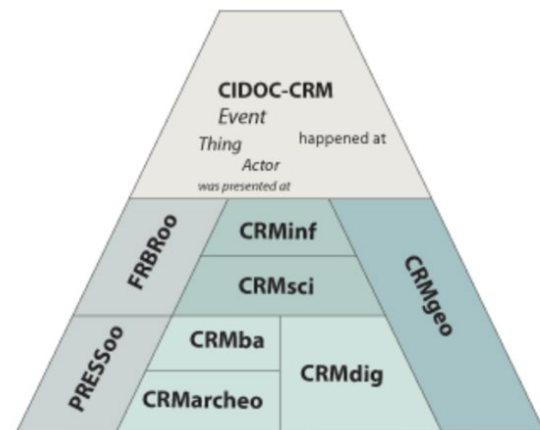 CIDOC-CRM
Event
Thing
happened at
Actor
was presented at
FRBRoo
CRMinf
CRMsci
CRMgeo
PRESSoo
CRMba
CRMdig
CRMarcheo